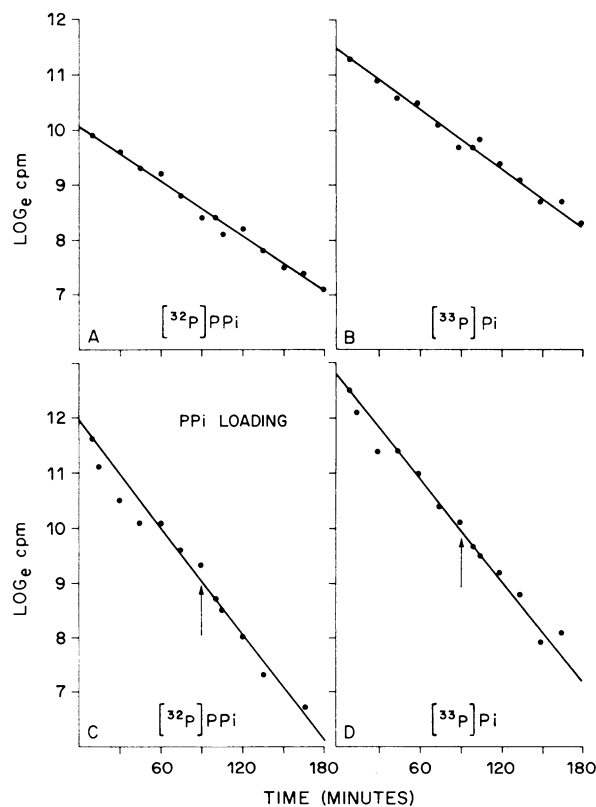 12
11
10
9
8
7
LOGe cpm
A
[32P] PPi
B
[33P] Pi
12
11
10
9
8
7
LOGe cpm
PPi LOADING
C
[32P] PPi
D
[33P] Pi
60 120 180 60 120 180
TIME (MINUTES)